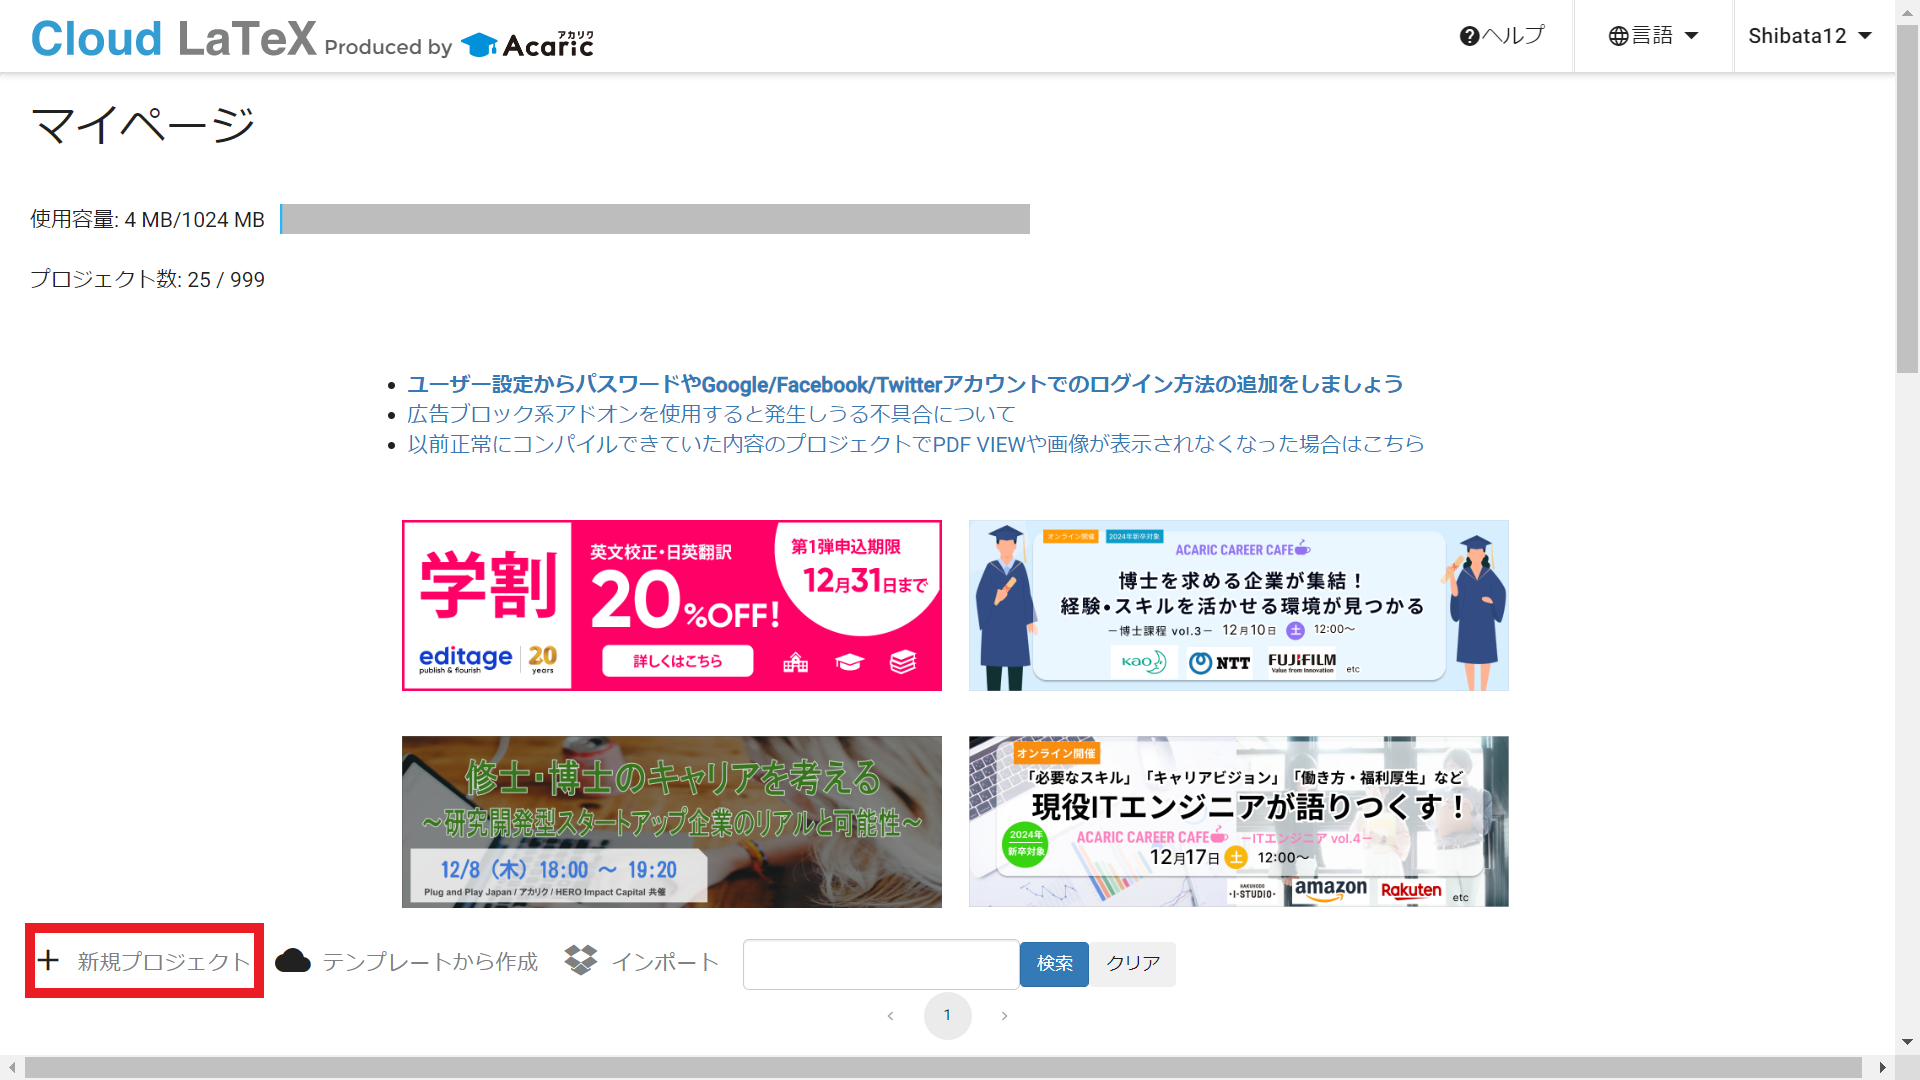 Cloud LaTeX Produced by Acaric アカリク
ヘルプ
言語
Shibata12
マイページ
使用容量: 4 MB/1024 MB
プロジェクト数: 25 / 999
ユーザー設定からパスワードやGoogle/Facebook/Twitterアカウントでのログイン方法の追加をしましょう
広告ブロック系アドオンを使用すると発生しうる不具合について
以前正常にコンパイルできていた内容のプロジェクトでPDF VIEWや画像が表示されなくなった場合はこちら
学割
editage
publish & flourish
20
years
英文校正・日英翻訳
20%OFF!
詳しくはこちら
第1弾申込期限
12月31日まで
オンライン開催
2024年新卒対象
ACARIC CAREER CAFE
博士を求める企業が集結！
経験・スキルを活かせる環境が見つかる
ー博士課程 vol.3ー 12月10日 土 12:00〜
Kao NTT FUJIFILM
Value from Innovation
etc
修士・博士のキャリアを考える
〜研究開発型スタートアップ企業のリアルと可能性〜
12/8（木）18:00 〜 19:20
Plug and Play Japan / アカリク / HERO Impact Capital 共催
オンライン開催
「必要なスキル」「キャリアビジョン」「働き方・福利厚生」など
現役ITエンジニアが語りつくす！
2024年
新卒対象
ACARIC CAREER CAFE ーITエンジニア vol.4ー
12月17日 土 12:00〜
HAKUHODO
・I-STUDIO・
amazon
Rakuten
etc
新規プロジェクト
テンプレートから作成
インポート
検索
クリア
‹ 1 ›